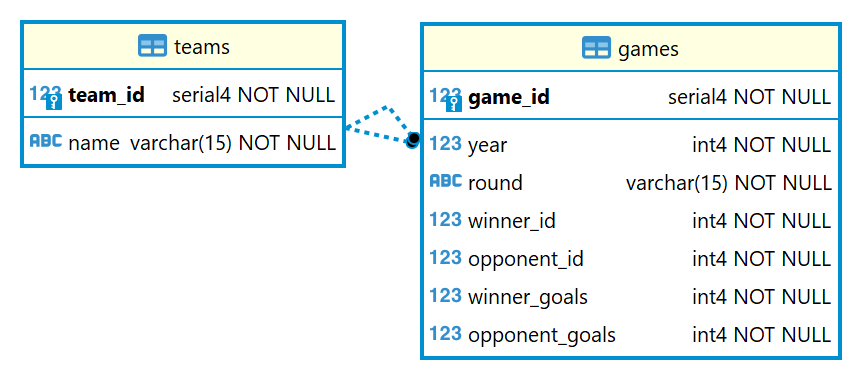 teams
123 team_id serial4 NOT NULL
ABC name varchar(15) NOT NULL
games
123 game_id serial4 NOT NULL
123 year int4 NOT NULL
ABC round varchar(15) NOT NULL
123 winner_id int4 NOT NULL
123 opponent_id int4 NOT NULL
123 winner_goals int4 NOT NULL
123 opponent_goals int4 NOT NULL